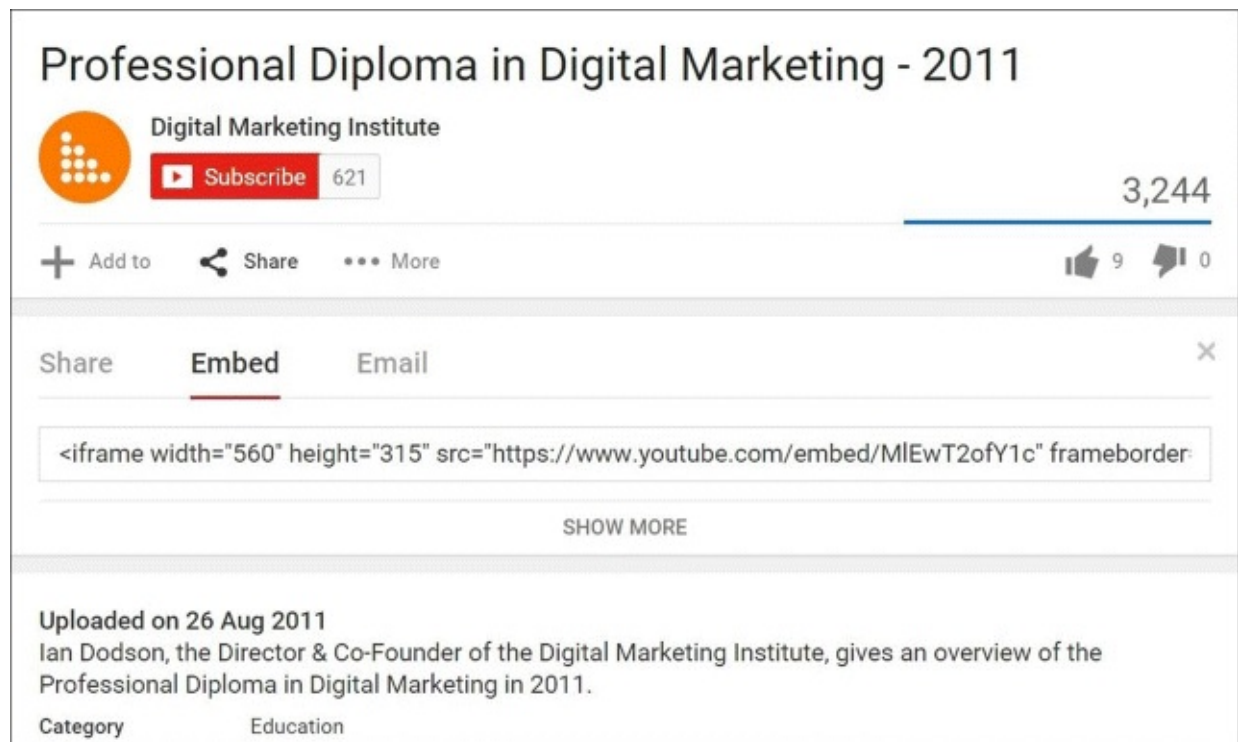 Professional Diploma in Digital Marketing - 2011
Digital Marketing Institute
Subscribe 621
3,244
Add to Share More 9 0
Share Embed Email
<iframe width="560" height="315" src="https://www.youtube.com/embed/MlEwT2ofY1c" frameborder=
SHOW MORE
Uploaded on 26 Aug 2011
Ian Dodson, the Director & Co-Founder of the Digital Marketing Institute, gives an overview of the
Professional Diploma in Digital Marketing in 2011.
Category Education